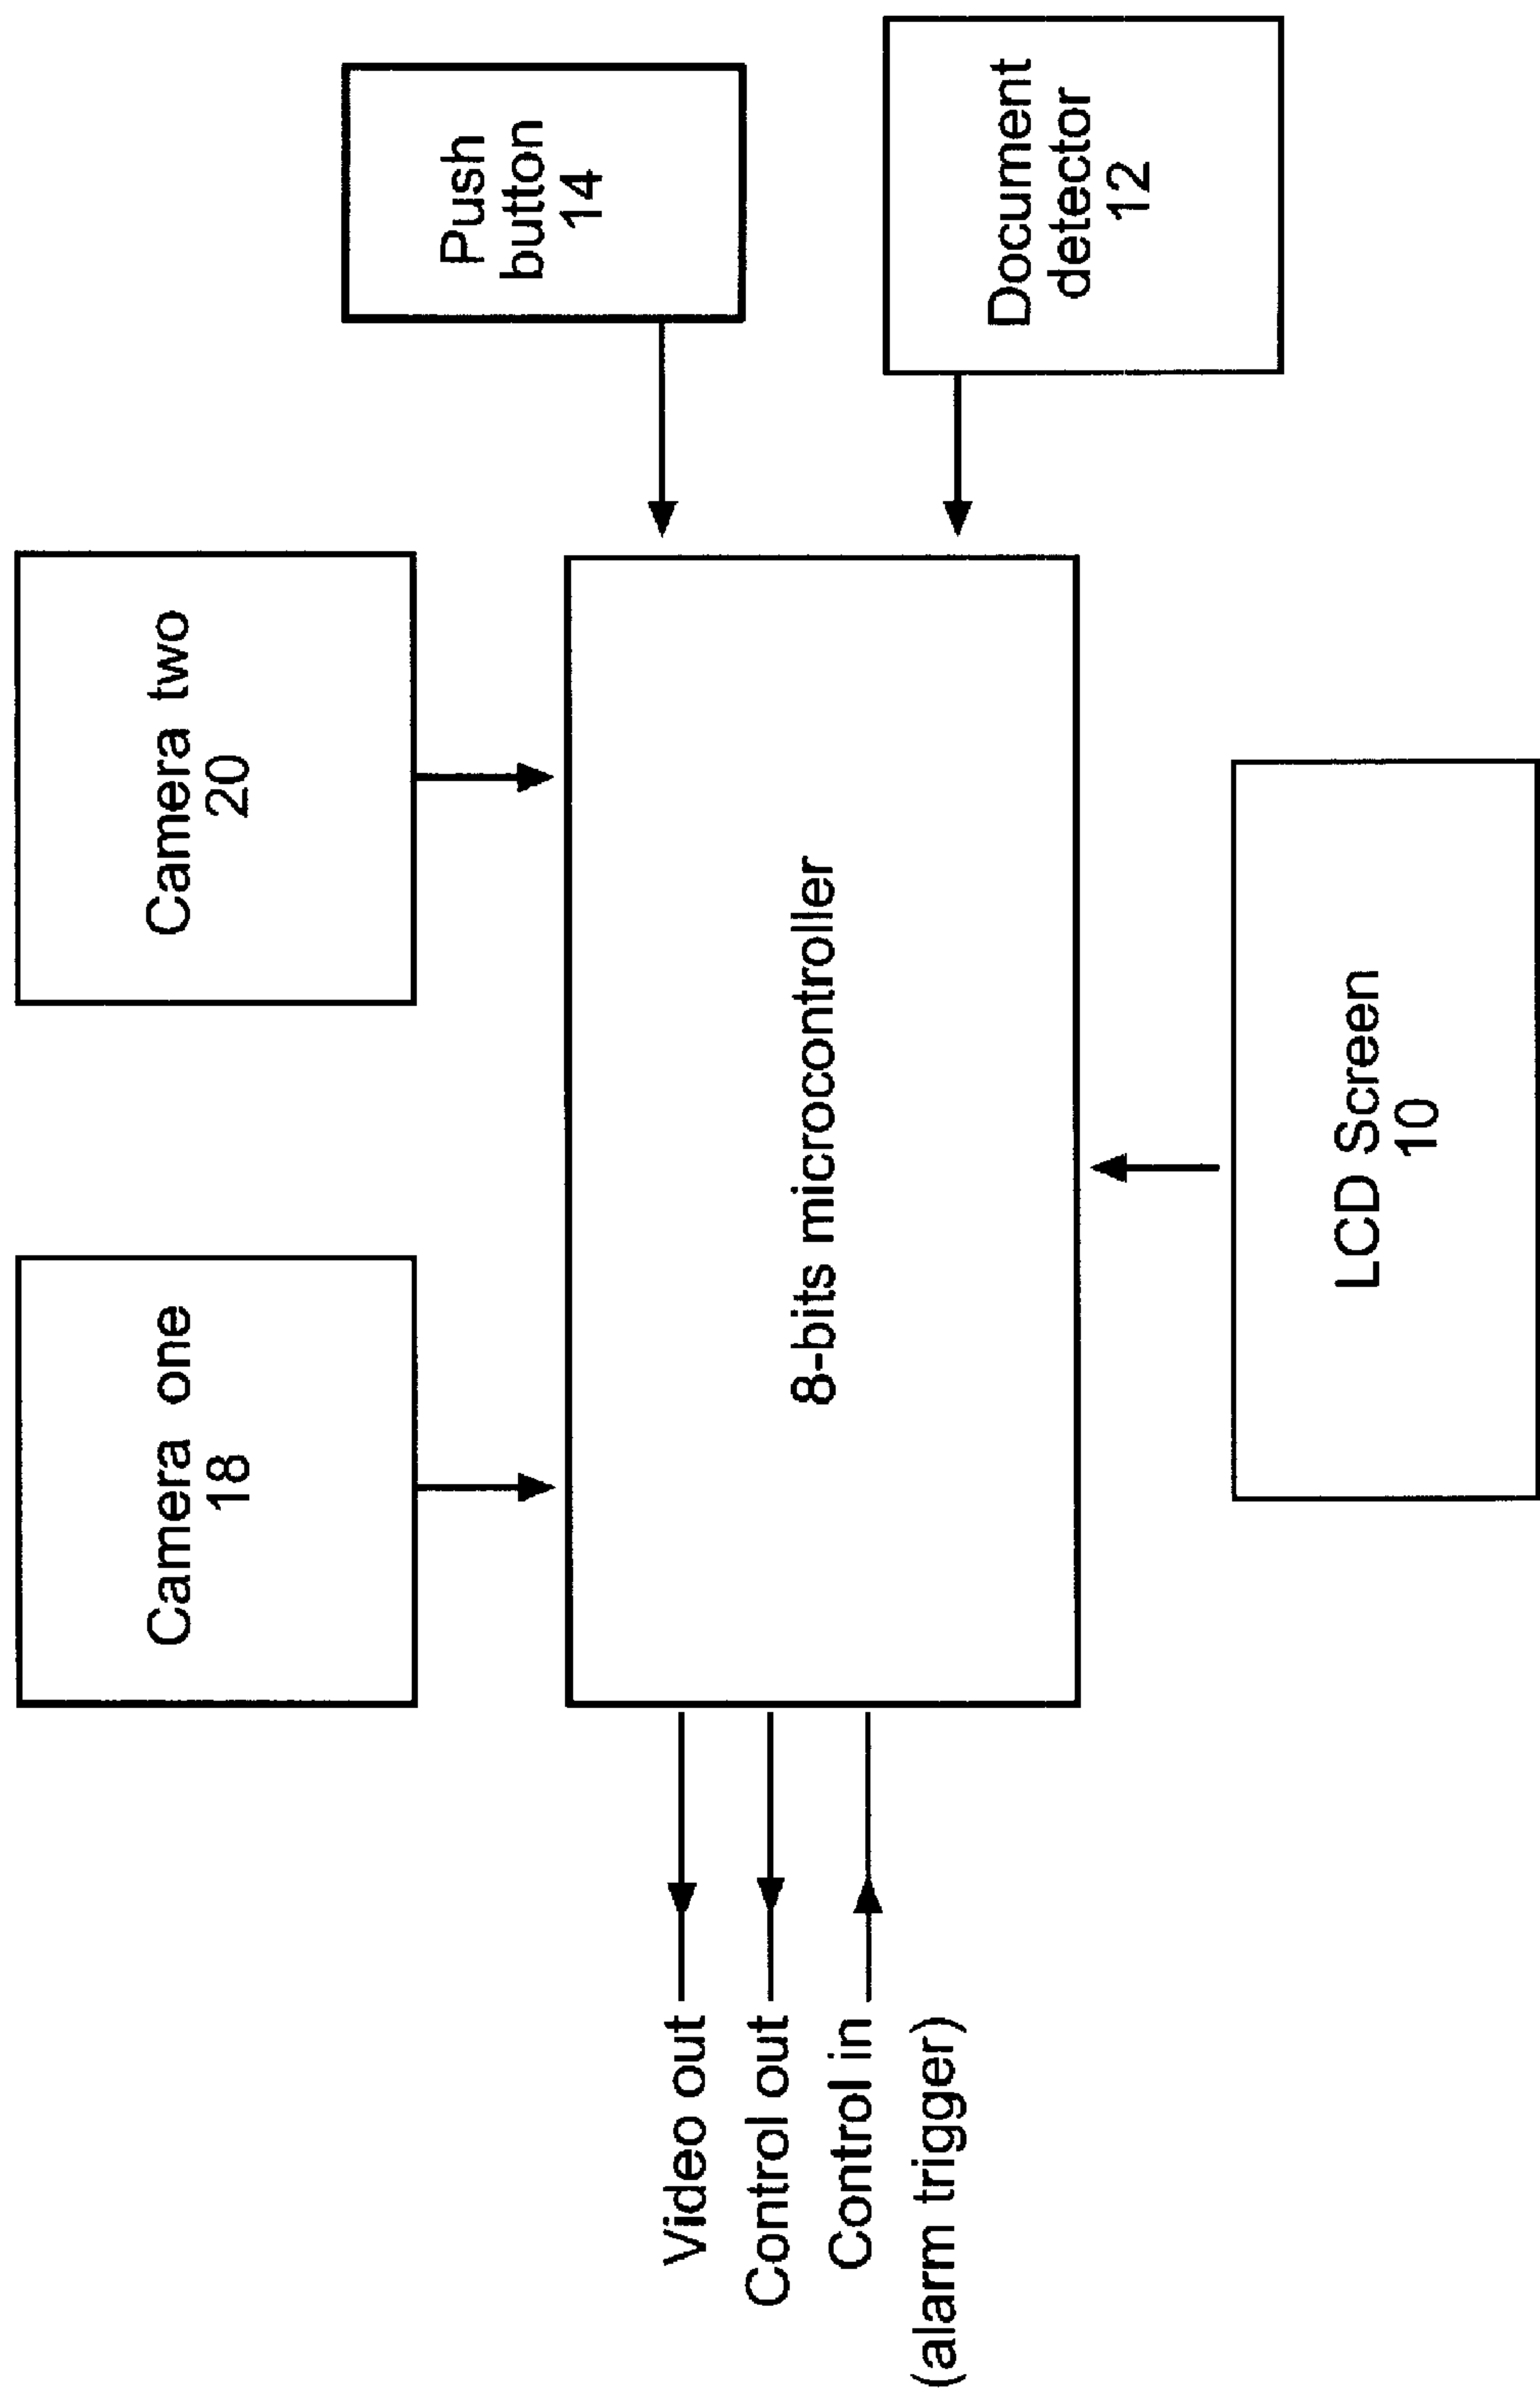 Camera one
18
Camera two
20
Push
button
14
Video out
Control out
Control in
(alarm trigger)
8-bits microcontroller
Document
detector
12
LCD Screen
10